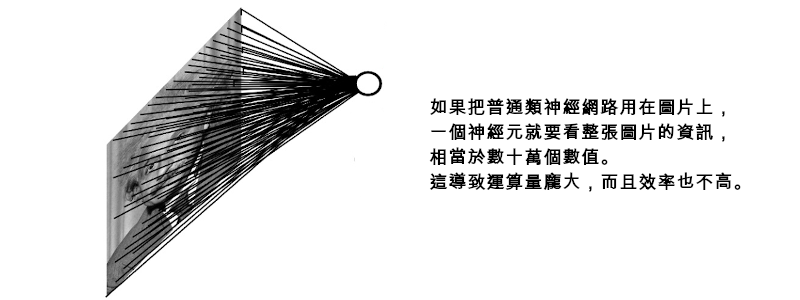 如果把普通類神經網路用在圖片上，
一個神經元就要看整張圖片的資訊，
相當於數十萬個數值。
這導致運算量龐大，而且效率也不高。